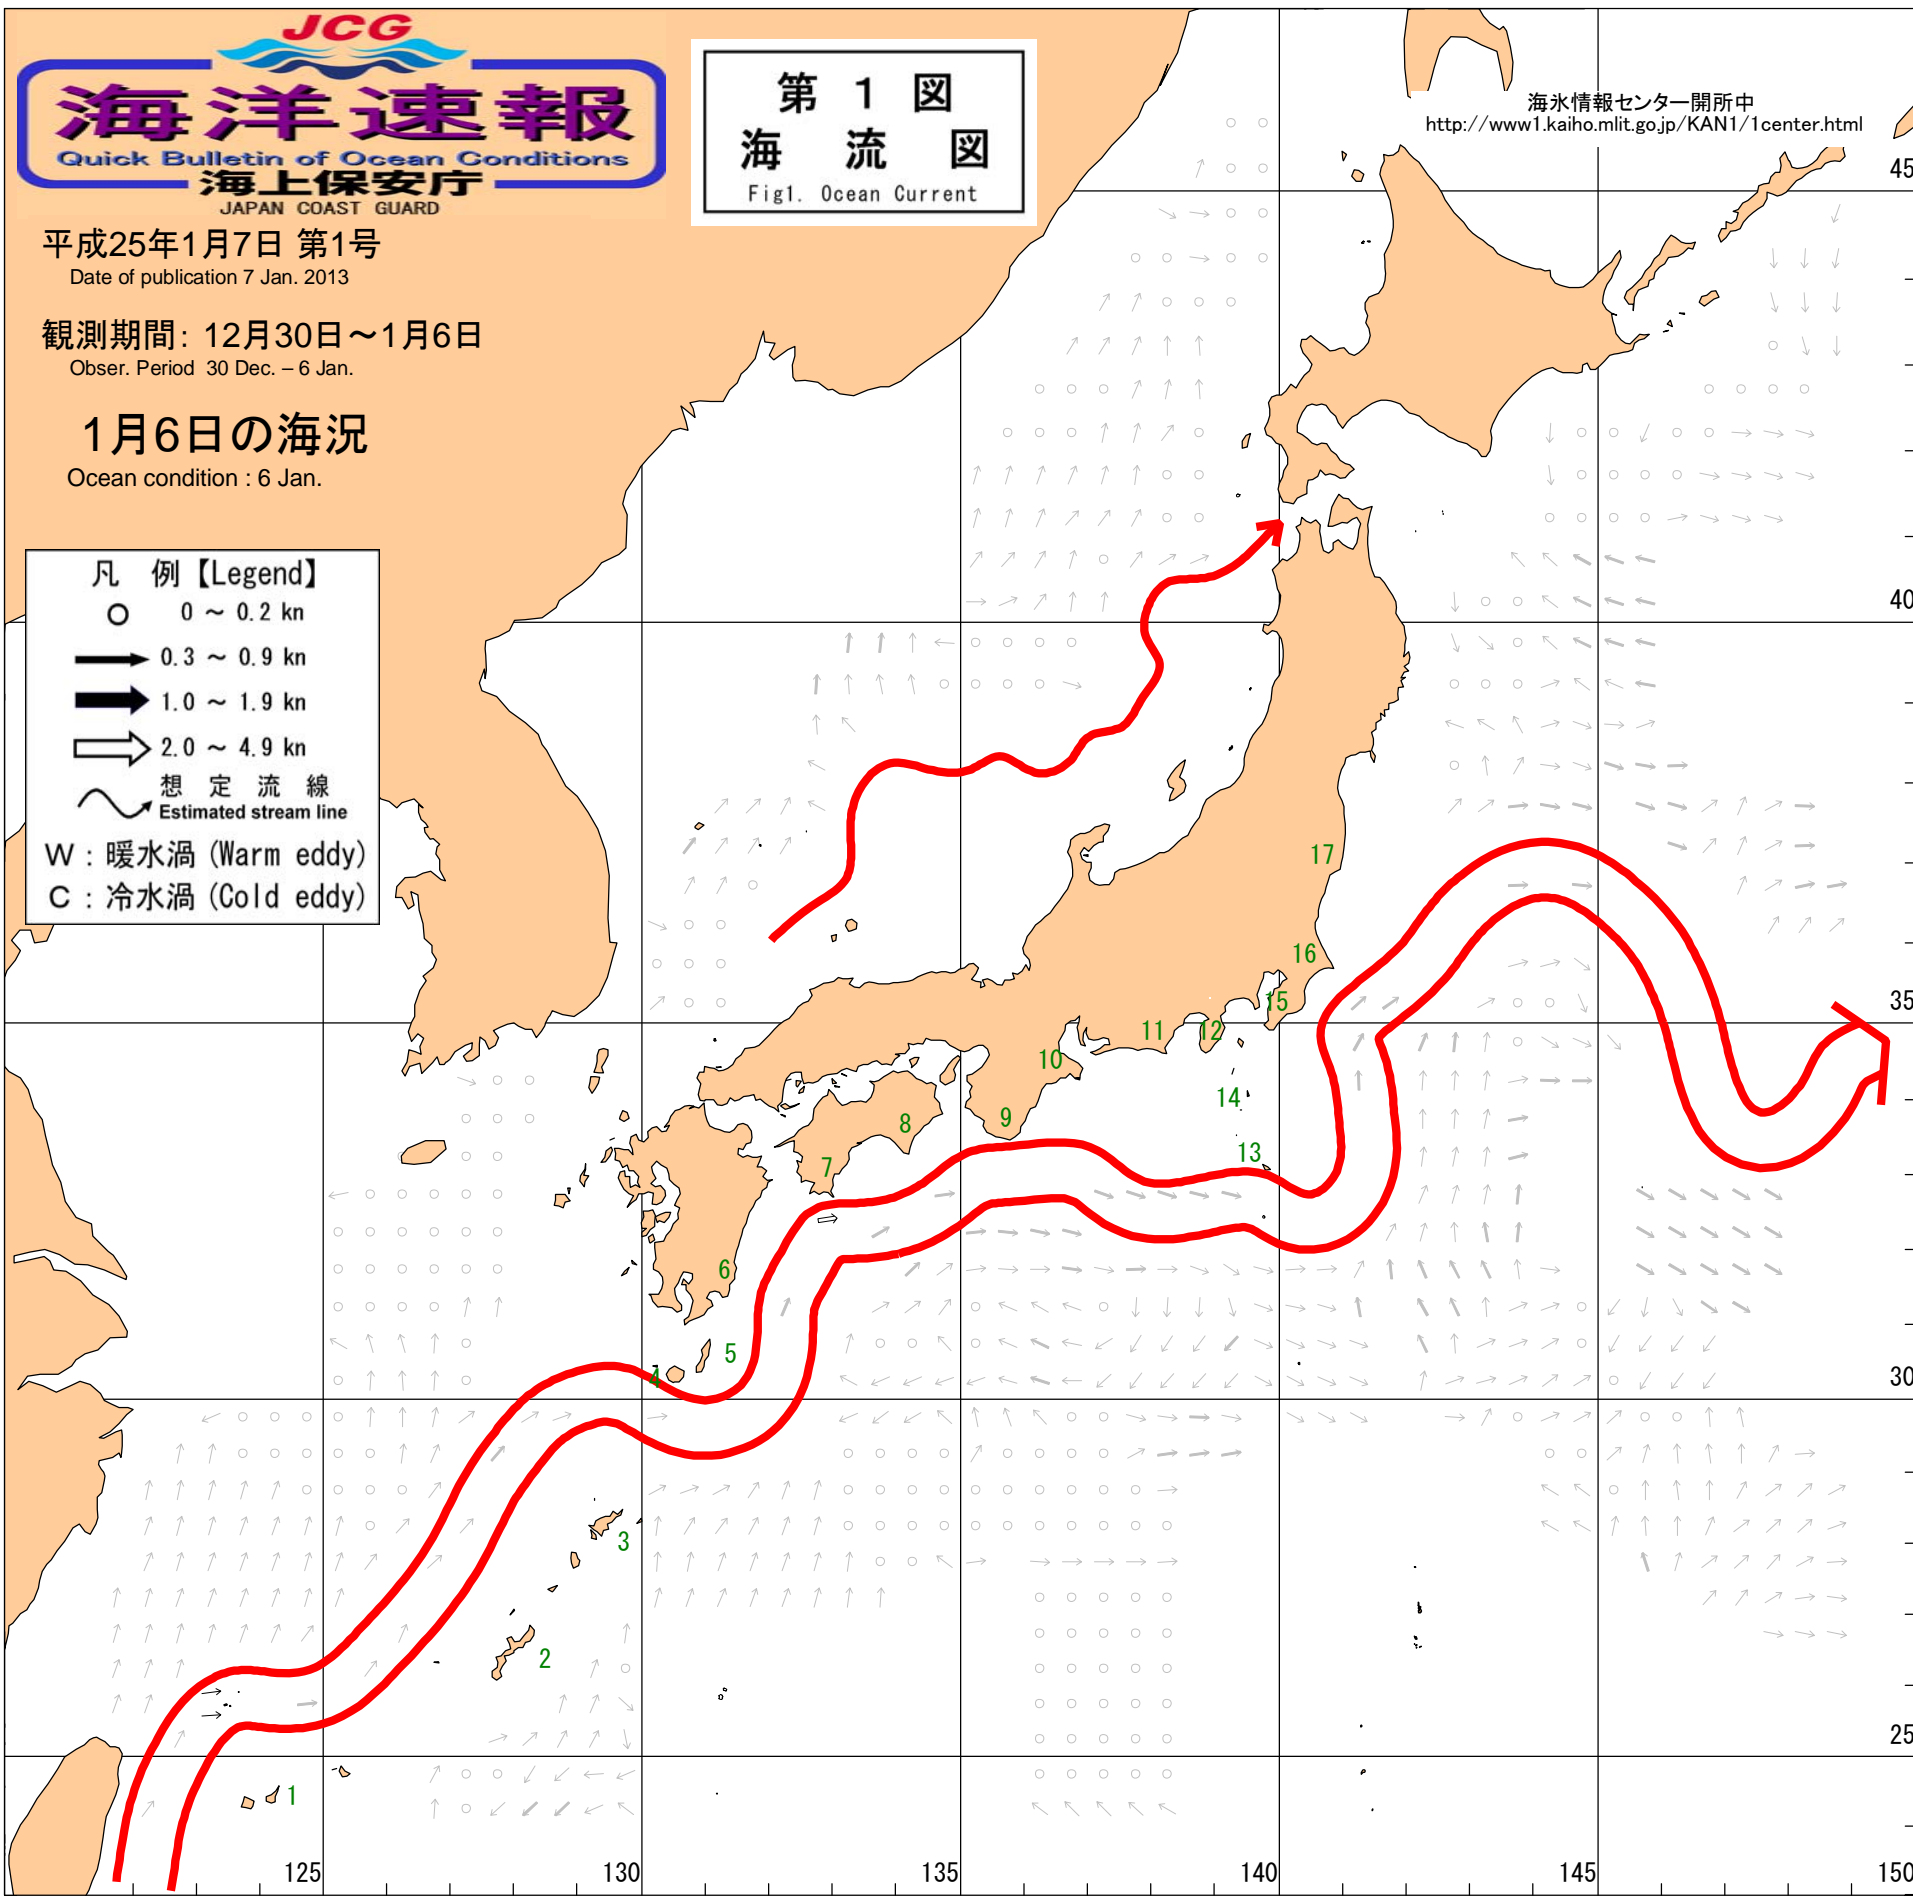 JCG
海洋速報
Quick Bulletin of Ocean Conditions
海上保安庁
JAPAN COAST GUARD
第 1 図
海 流 図
Fig1. Ocean Current
海氷情報センター開所中
http://www1.kaiho.mlit.go.jp/KAN1/1center.html
平成25年1月7日 第1号
Date of publication 7 Jan. 2013
観測期間: 12月30日～1月6日
Obser. Period 30 Dec. – 6 Jan.
1月6日の海況
Ocean condition : 6 Jan.
凡 例【Legend】
0 ～ 0.2 kn
0.3 ～ 0.9 kn
1.0 ～ 1.9 kn
2.0 ～ 4.9 kn
想 定 流 線
Estimated stream line
W : 暖水渦 (Warm eddy)
C : 冷水渦 (Cold eddy)
45
40
35
30
25
17
16
15
12
11
10
14
9
8
13
7
6
5
4
3
2
1
125
130
135
140
145
150